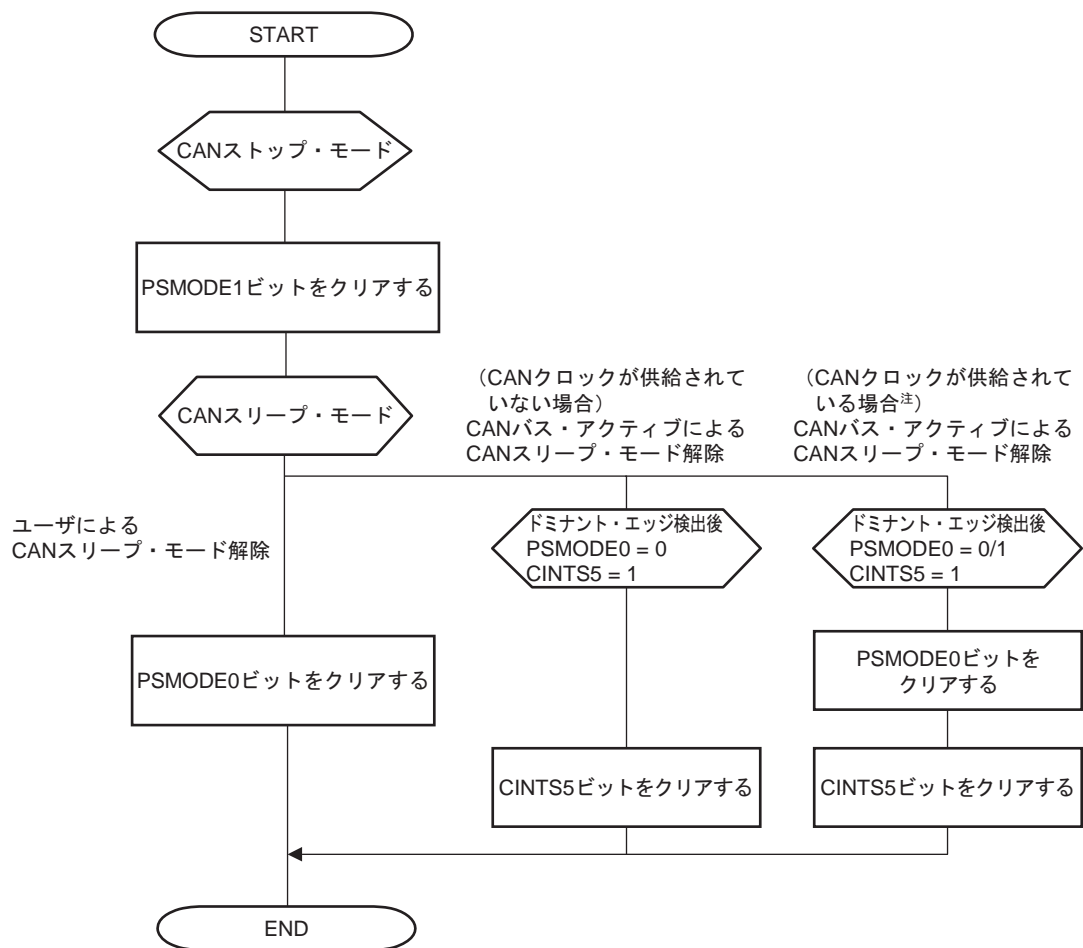 START
CANストップ・モード
PSMODE1ビットをクリアする
CANスリープ・モード
（CANクロックが供給されて
いない場合）
CANバス・アクティブによる
CANスリープ・モード解除
（CANクロックが供給されて
いる場合注）
CANバス・アクティブによる
CANスリープ・モード解除
ユーザによる
CANスリープ・モード解除
ドミナント・エッジ検出後
PSMODE0 = 0
CINTS5 = 1
ドミナント・エッジ検出後
PSMODE0 = 0/1
CINTS5 = 1
PSMODE0ビットをクリアする
PSMODE0ビットを
クリアする
CINTS5ビットをクリアする
CINTS5ビットをクリアする
END